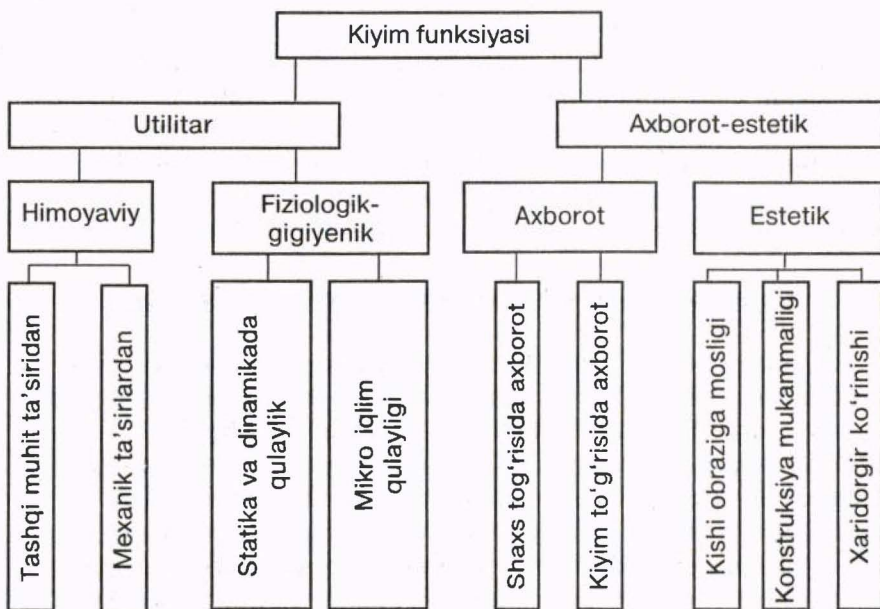 Kiyim funksiyasi
Utilitar
Axborot-estetik
Himoyaviy
Fiziologik-
gigiyenik
Axborot
Estetik
Tashqi muhit ta'siridan
Mexanik ta'sirlardan
Statika va dinamikada
qulaylik
Mikro iqlim
qulayligi
Shaxs tog'risida axborot
Kiyim to'g'risida axborot
Kishi obraziga mosligi
Konstruksiya mukammalligi
Xaridorgir ko'rinishi